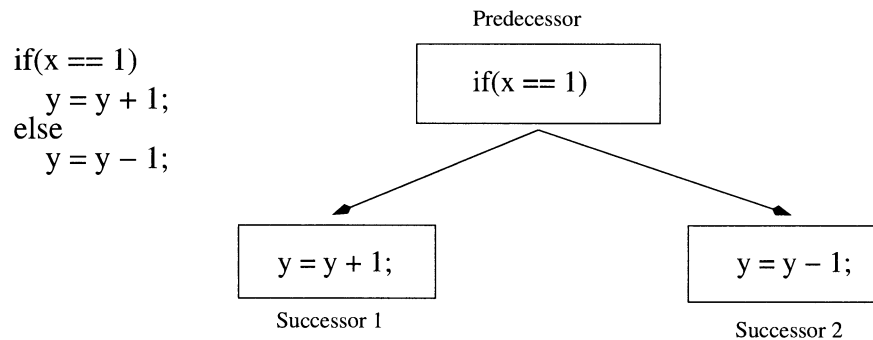 if(x == 1)
y = y + 1;
else
y = y – 1;
Predecessor
if(x == 1)
y = y + 1;
Successor 1
y = y – 1;
Successor 2